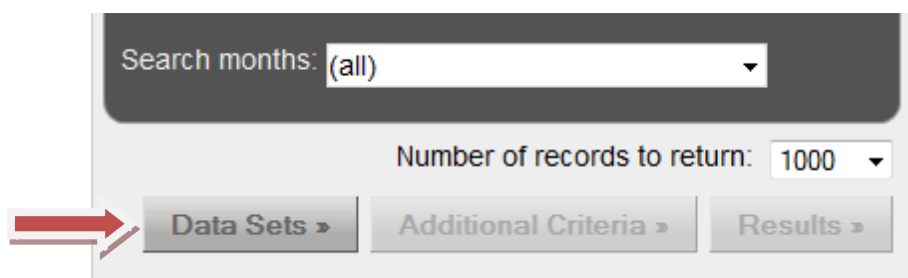 Search months: (all)
Number of records to return: 1000
Data Sets » Additional Criteria » Results »